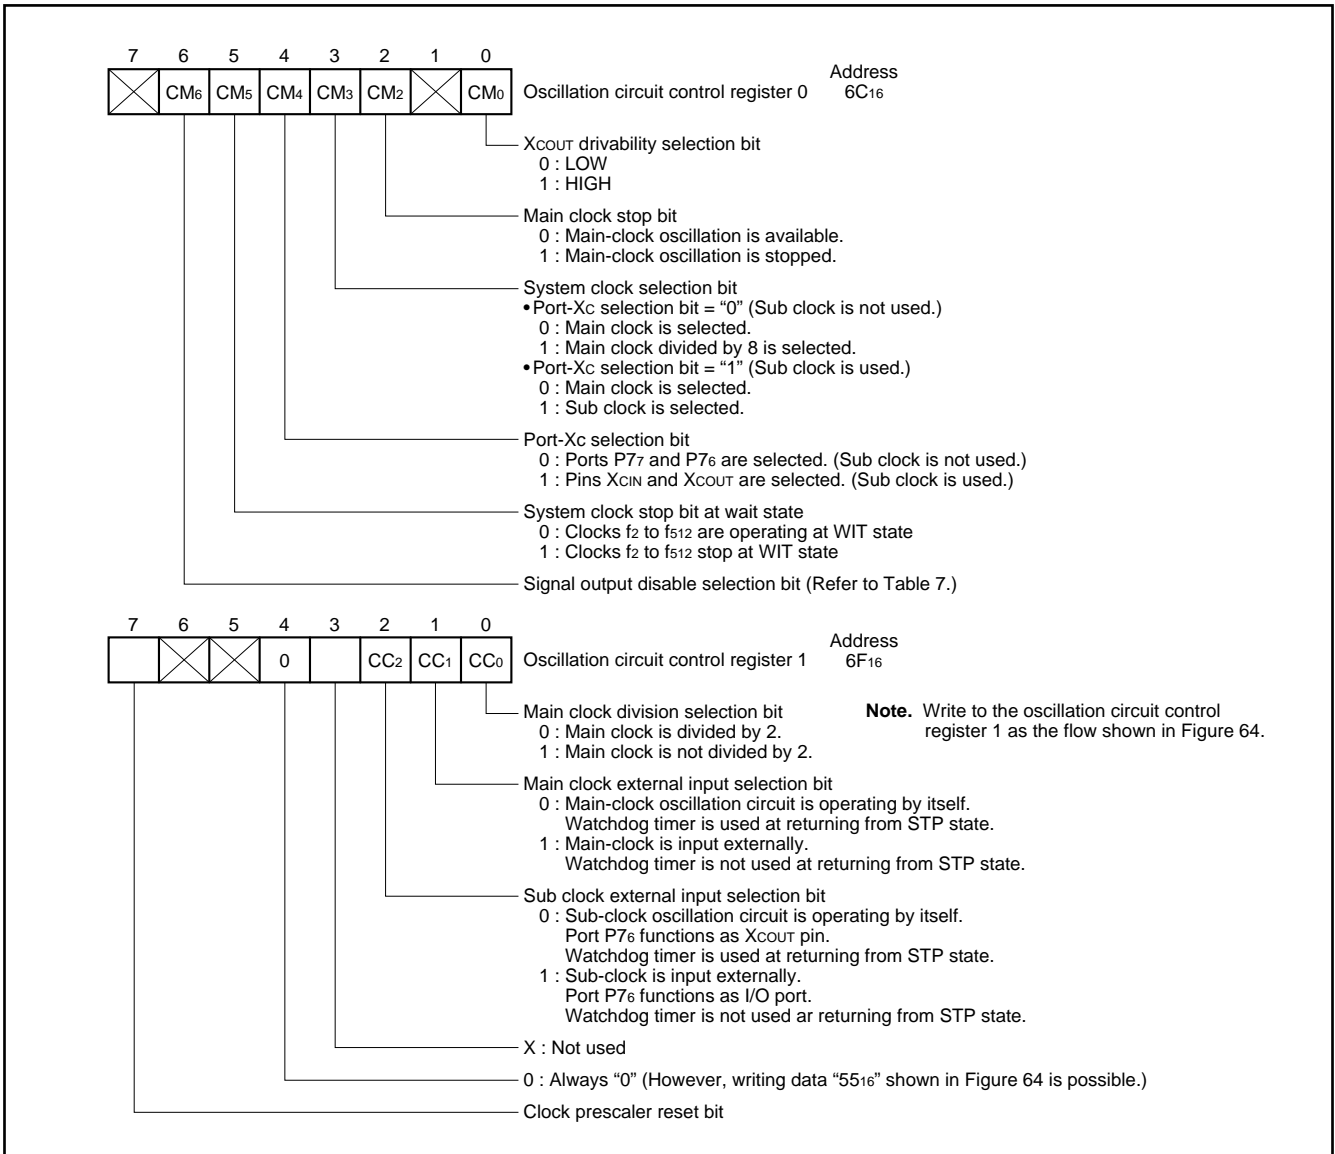 7 6 5 4 3 2 1 0
CM6 CM5 CM4 CM3 CM2 CM0 Oscillation circuit control register 0 Address 6C16
XCOUT drivability selection bit
0 : LOW
1 : HIGH
Main clock stop bit
0 : Main-clock oscillation is available.
1 : Main-clock oscillation is stopped.
System clock selection bit
•Port-XC selection bit = “0” (Sub clock is not used.)
0 : Main clock is selected.
1 : Main clock divided by 8 is selected.
•Port-XC selection bit = “1” (Sub clock is used.)
0 : Main clock is selected.
1 : Sub clock is selected.
Port-Xc selection bit
0 : Ports P77 and P76 are selected. (Sub clock is not used.)
1 : Pins XCIN and XCOUT are selected. (Sub clock is used.)
System clock stop bit at wait state
0 : Clocks f2 to f512 are operating at WIT state
1 : Clocks f2 to f512 stop at WIT state
Signal output disable selection bit (Refer to Table 7.)
7 6 5 4 3 2 1 0
0 CC2 CC1 CC0 Oscillation circuit control register 1 Address 6F16
Main clock division selection bit
0 : Main clock is divided by 2.
1 : Main clock is not divided by 2.
Note. Write to the oscillation circuit control
register 1 as the flow shown in Figure 64.
Main clock external input selection bit
0 : Main-clock oscillation circuit is operating by itself.
Watchdog timer is used at returning from STP state.
1 : Main-clock is input externally.
Watchdog timer is not used at returning from STP state.
Sub clock external input selection bit
0 : Sub-clock oscillation circuit is operating by itself.
Port P76 functions as XCOUT pin.
Watchdog timer is used at returning from STP state.
1 : Sub-clock is input externally.
Port P76 functions as I/O port.
Watchdog timer is not used ar returning from STP state.
X : Not used
0 : Always “0” (However, writing data “5516” shown in Figure 64 is possible.)
Clock prescaler reset bit